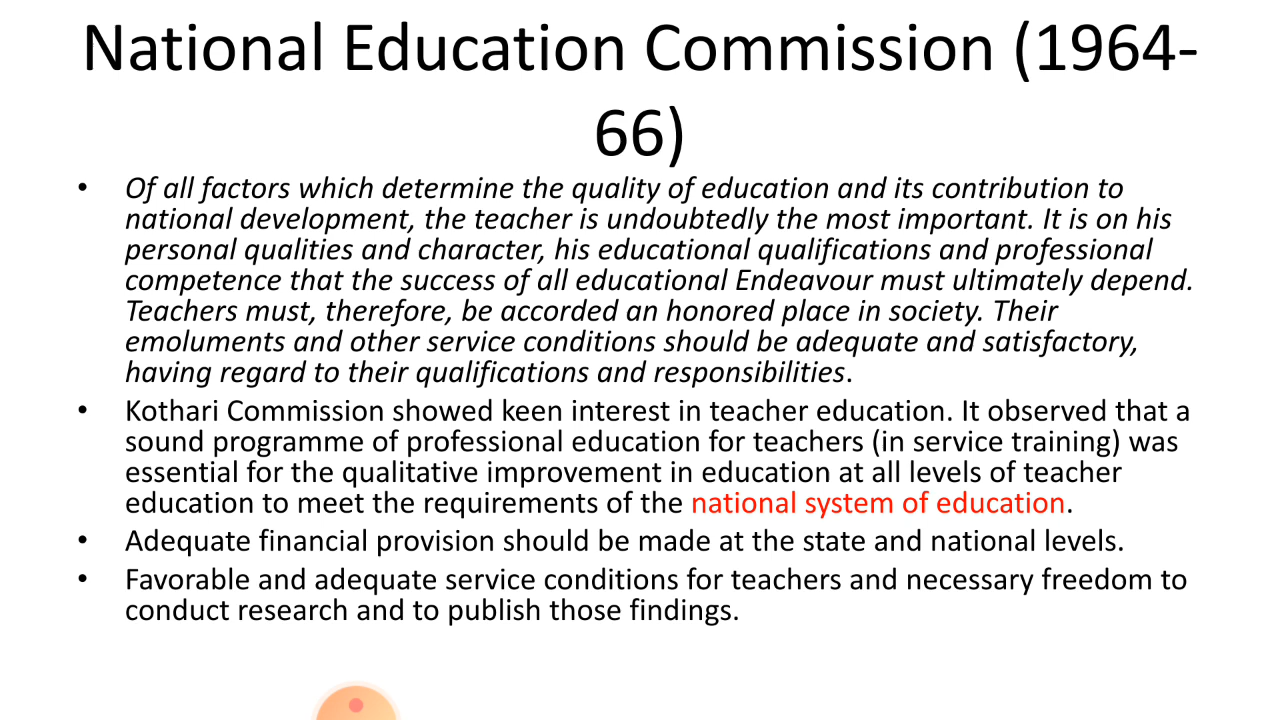 National Education Commission (1964-
66)
• Of all factors which determine the quality of education and its contribution to
national development, the teacher is undoubtedly the most important. It is on his
personal qualities and character, his educational qualifications and professional
competence that the success of all educational Endeavour must ultimately depend.
Teachers must, therefore, be accorded an honored place in society. Their
emoluments and other service conditions should be adequate and satisfactory,
having regard to their qualifications and responsibilities.
• Kothari Commission showed keen interest in teacher education. It observed that a
sound programme of professional education for teachers (in service training) was
essential for the qualitative improvement in education at all levels of teacher
education to meet the requirements of the national system of education.
• Adequate financial provision should be made at the state and national levels.
• Favorable and adequate service conditions for teachers and necessary freedom to
conduct research and to publish those findings.